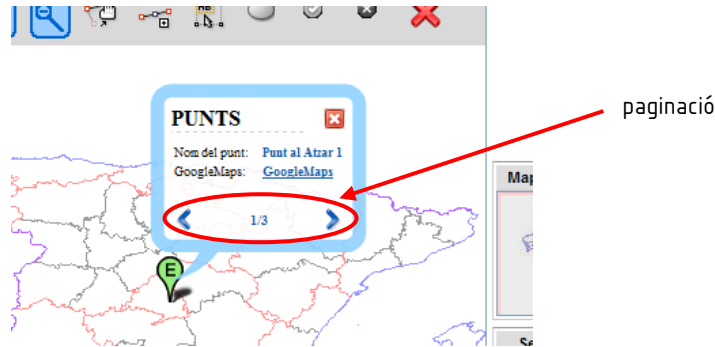 PUNTS
Nom del punt: Punt al Atzar 1
GoogleMaps: GoogleMaps
1/3
E
paginació
Map
Se